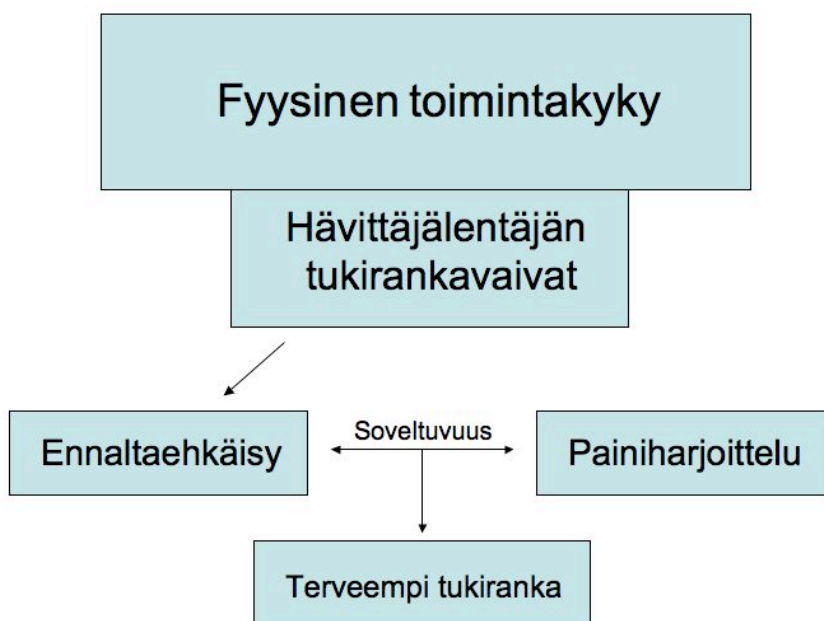 Fyysinen toimintakyky
Hävittäjälentäjän
tukirankavaivat
Ennaltaehkäisy
Soveltuvuus
Painiharjoittelu
Terveempi tukiranka